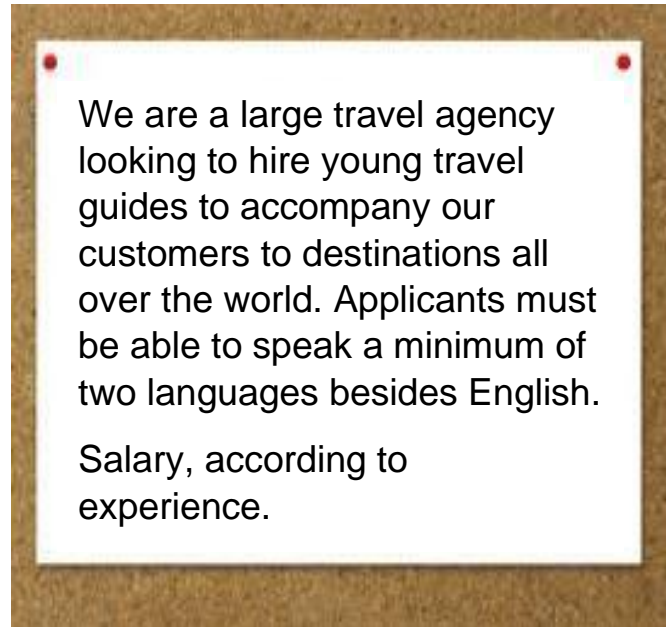 We are a large travel agency
looking to hire young travel
guides to accompany our
customers to destinations all
over the world. Applicants must
be able to speak a minimum of
two languages besides English.
Salary, according to
experience.